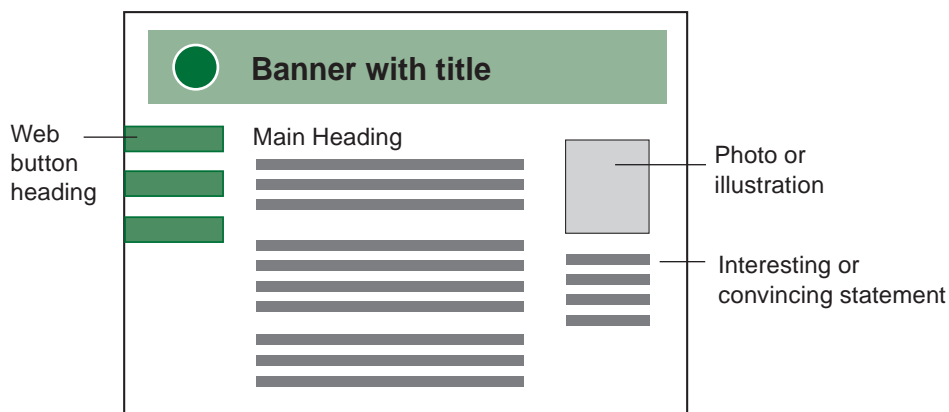 Banner with title
Web
button
heading
Main Heading
Photo or
illustration
Interesting or
convincing statement